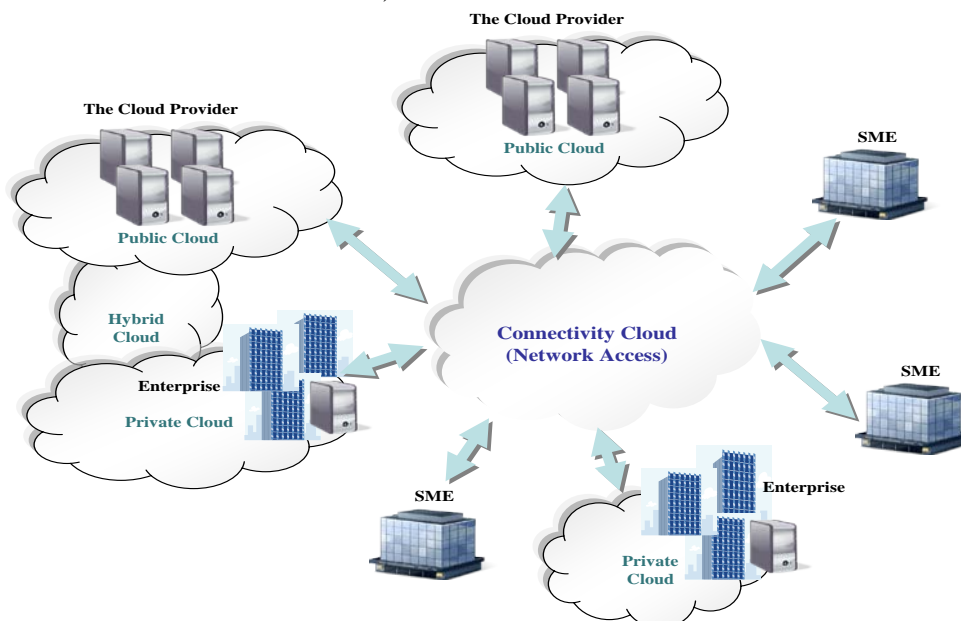 The Cloud Provider
Public Cloud
The Cloud Provider
Public Cloud
SME
Hybrid
Cloud
Connectivity Cloud
(Network Access)
Enterprise
Private Cloud
SME
SME
Enterprise
Private
Cloud